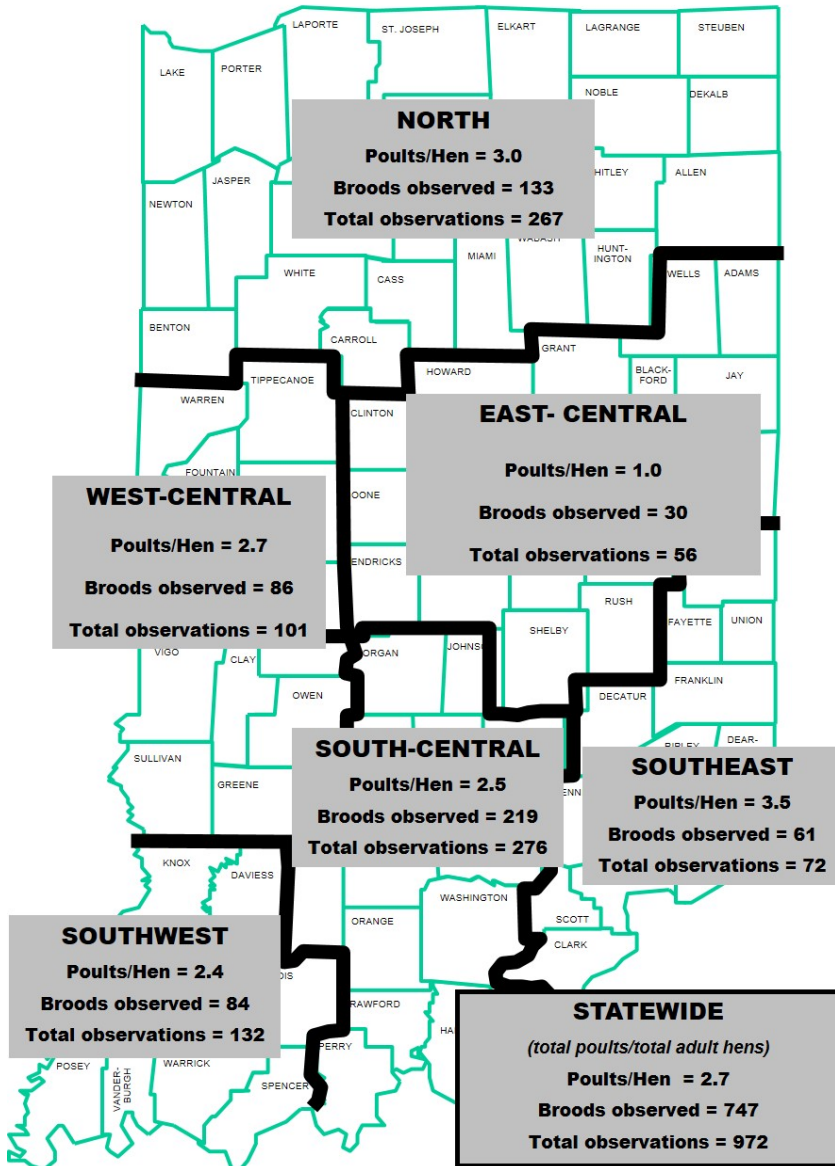 LAPORTE
ST. JOSEPH
ELKART
LAGRANGE
STEUBEN
LAKE
PORTER
NOBLE
DEKALB
NORTH
Poults/Hen = 3.0
Broods observed = 133
Total observations = 267
JASPER
HITLEY
ALLEN
NEWTON
WABASH
HUNT-
INGTON
MIAMI
WHITE
CASS
WELLS
ADAMS
BENTON
CARROLL
GRANT
TIPPECANOE
HOWARD
BLACK-
FORD
JAY
WARREN
CLINTON
EAST- CENTRAL
Poults/Hen = 1.0
Broods observed = 30
Total observations = 56
FOUNTAIN
WEST-CENTRAL
Poults/Hen = 2.7
Broods observed = 86
Total observations = 101
OONE
ENDRICKS
RUSH
FAYETTE
UNION
SHELBY
VIGO
CLAY
ORGAN
JOHNSO
OWEN
DECATUR
FRANKLIN
SULLIVAN
GREENE
SOUTH-CENTRAL
Poults/Hen = 2.5
Broods observed = 219
Total observations = 276
RIPLEY
DEAR-
SOUTHEAST
Poults/Hen = 3.5
Broods observed = 61
Total observations = 72
ENN
KNOX
DAVIESS
WASHINGTON
ORANGE
SCOTT
CLARK
SOUTHWEST
Poults/Hen = 2.4
Broods observed = 84
Total observations = 132
OIS
RAWFORD
HA
PERRY
POSEY
VANDER-
BURGH
WARRICK
SPENCER
STATEWIDE
(total poults/total adult hens)
Poults/Hen = 2.7
Broods observed = 747
Total observations = 972